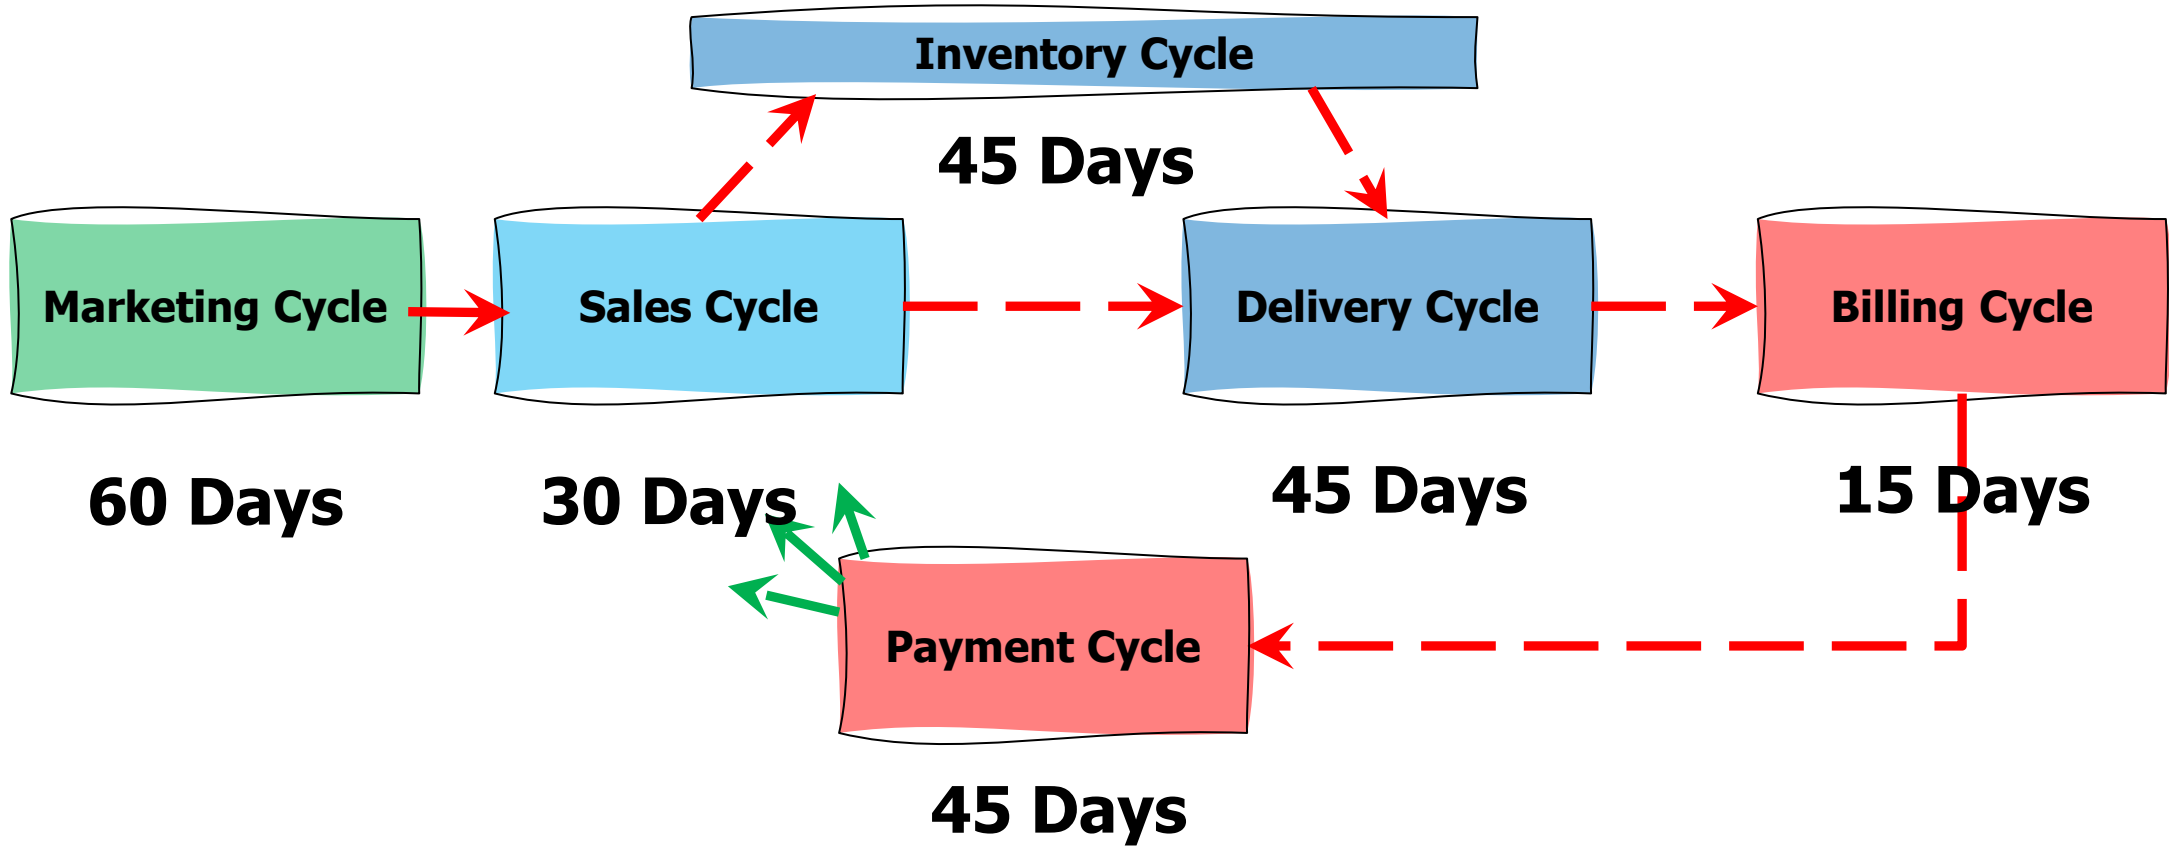 Inventory Cycle
45 Days
Marketing Cycle
Sales Cycle
Delivery Cycle
Billing Cycle
60 Days
30 Days
45 Days
15 Days
Payment Cycle
45 Days